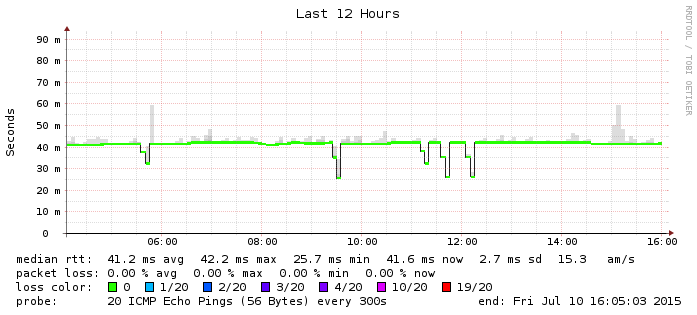 Last 12 Hours
RRDTOOL / TOBI OETIKER
Seconds
90 m
80 m
70 m
60 m
50 m
40 m
30 m
20 m
10 m
0
06:00 08:00 10:00 12:00 14:00 16:00
median rtt: 41.2 ms avg 42.2 ms max 25.7 ms min 41.6 ms now 2.7 ms sd 15.3 am/s
packet loss: 0.00 % avg 0.00 % max 0.00 % min 0.00 % now
loss color: 0 1/20 2/20 3/20 4/20 10/20 19/20
probe: 20 ICMP Echo Pings (56 Bytes) every 300s end: Fri Jul 10 16:05:03 2015